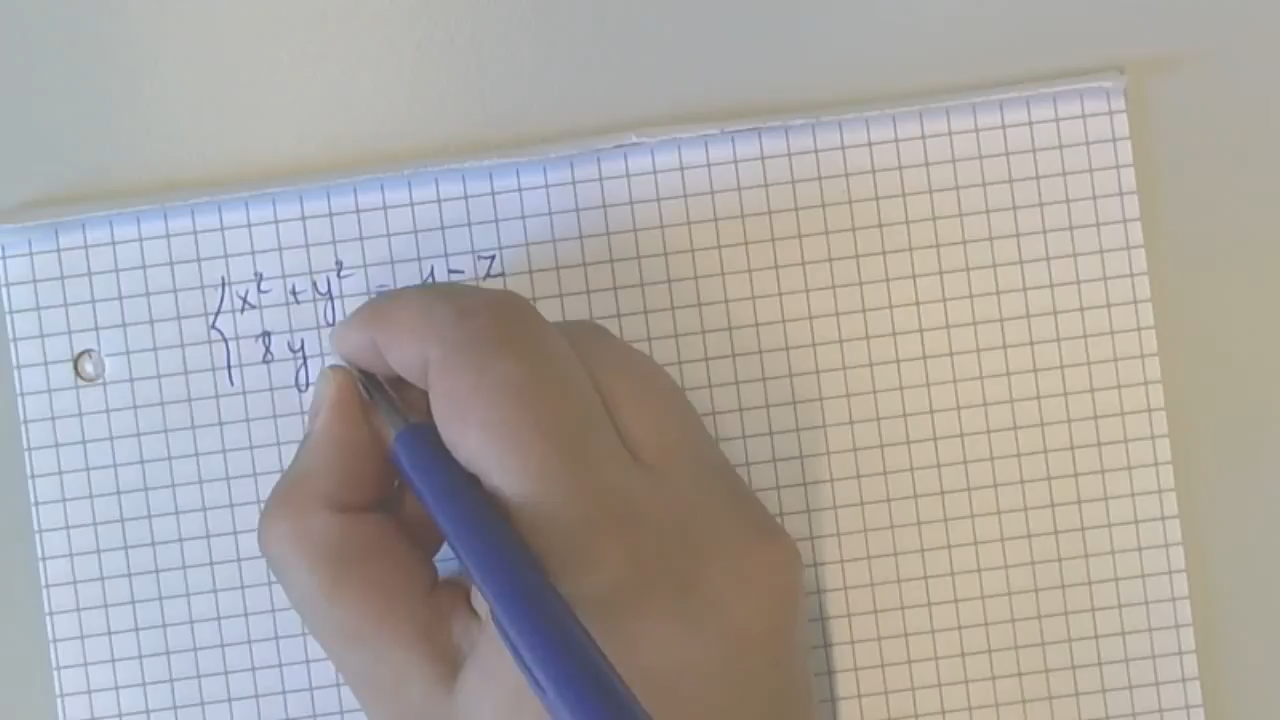 x² + y² = 4 - z
8y